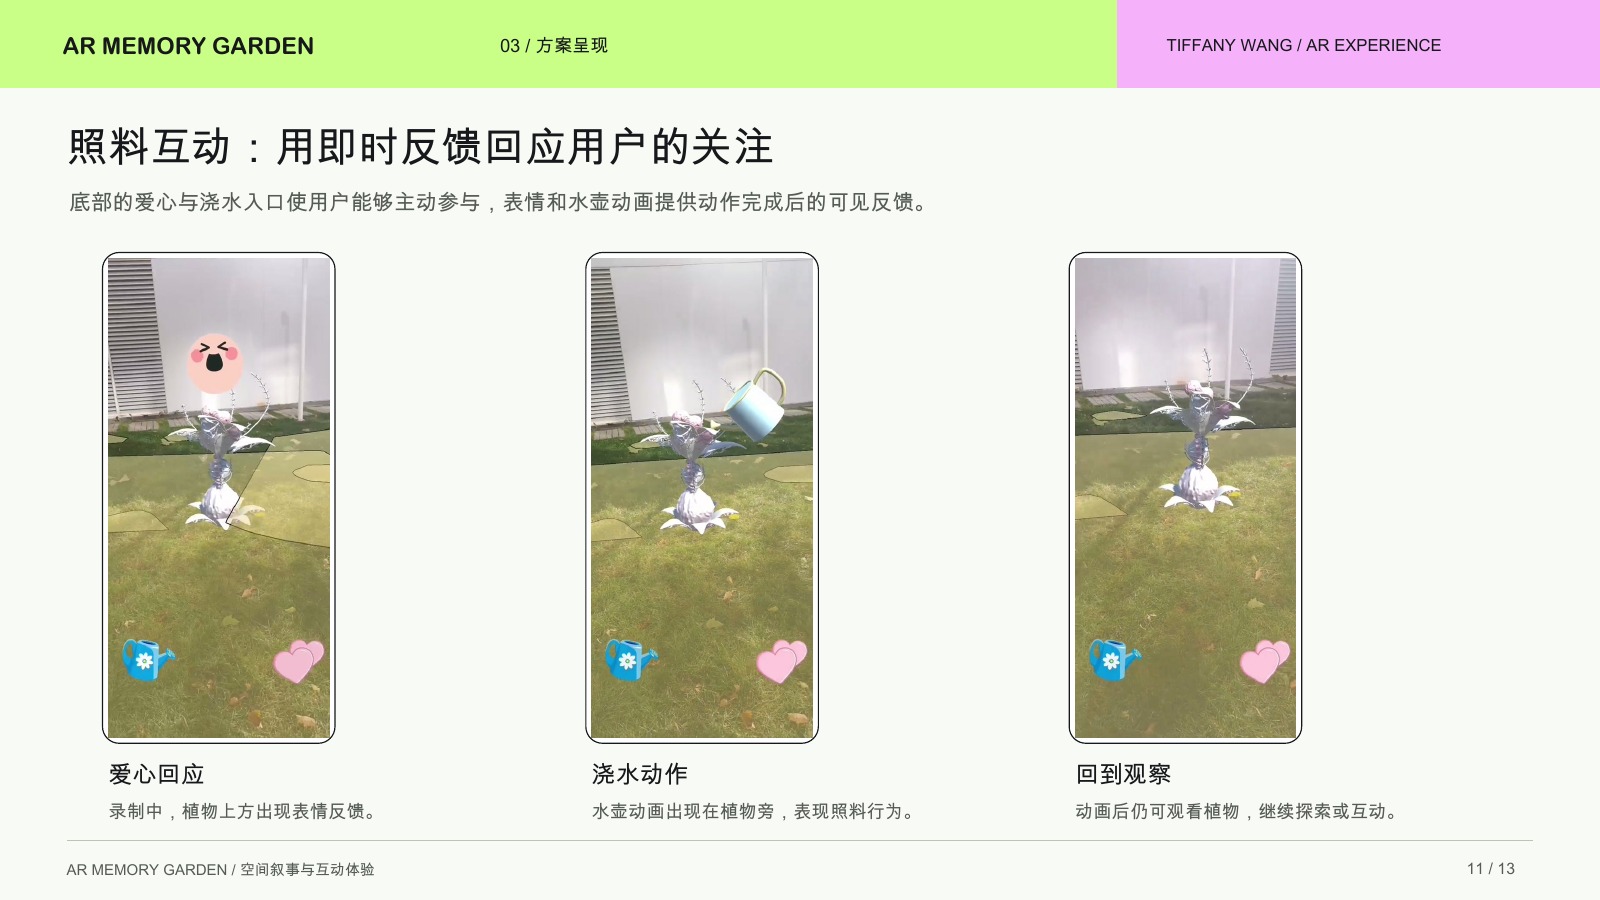 AR MEMORY GARDEN
03 / 方案呈现
TIFFANY WANG / AR EXPERIENCE
照料互动：用即时反馈回应用户的关注
底部的爱心与浇水入口使用户能够主动参与，表情和水壶动画提供动作完成后的可见反馈。
爱心回应
录制中，植物上方出现表情反馈。
浇水动作
水壶动画出现在植物旁，表现照料行为。
回到观察
动画后仍可观看植物，继续探索或互动。
AR MEMORY GARDEN / 空间叙事与互动体验
11 / 13